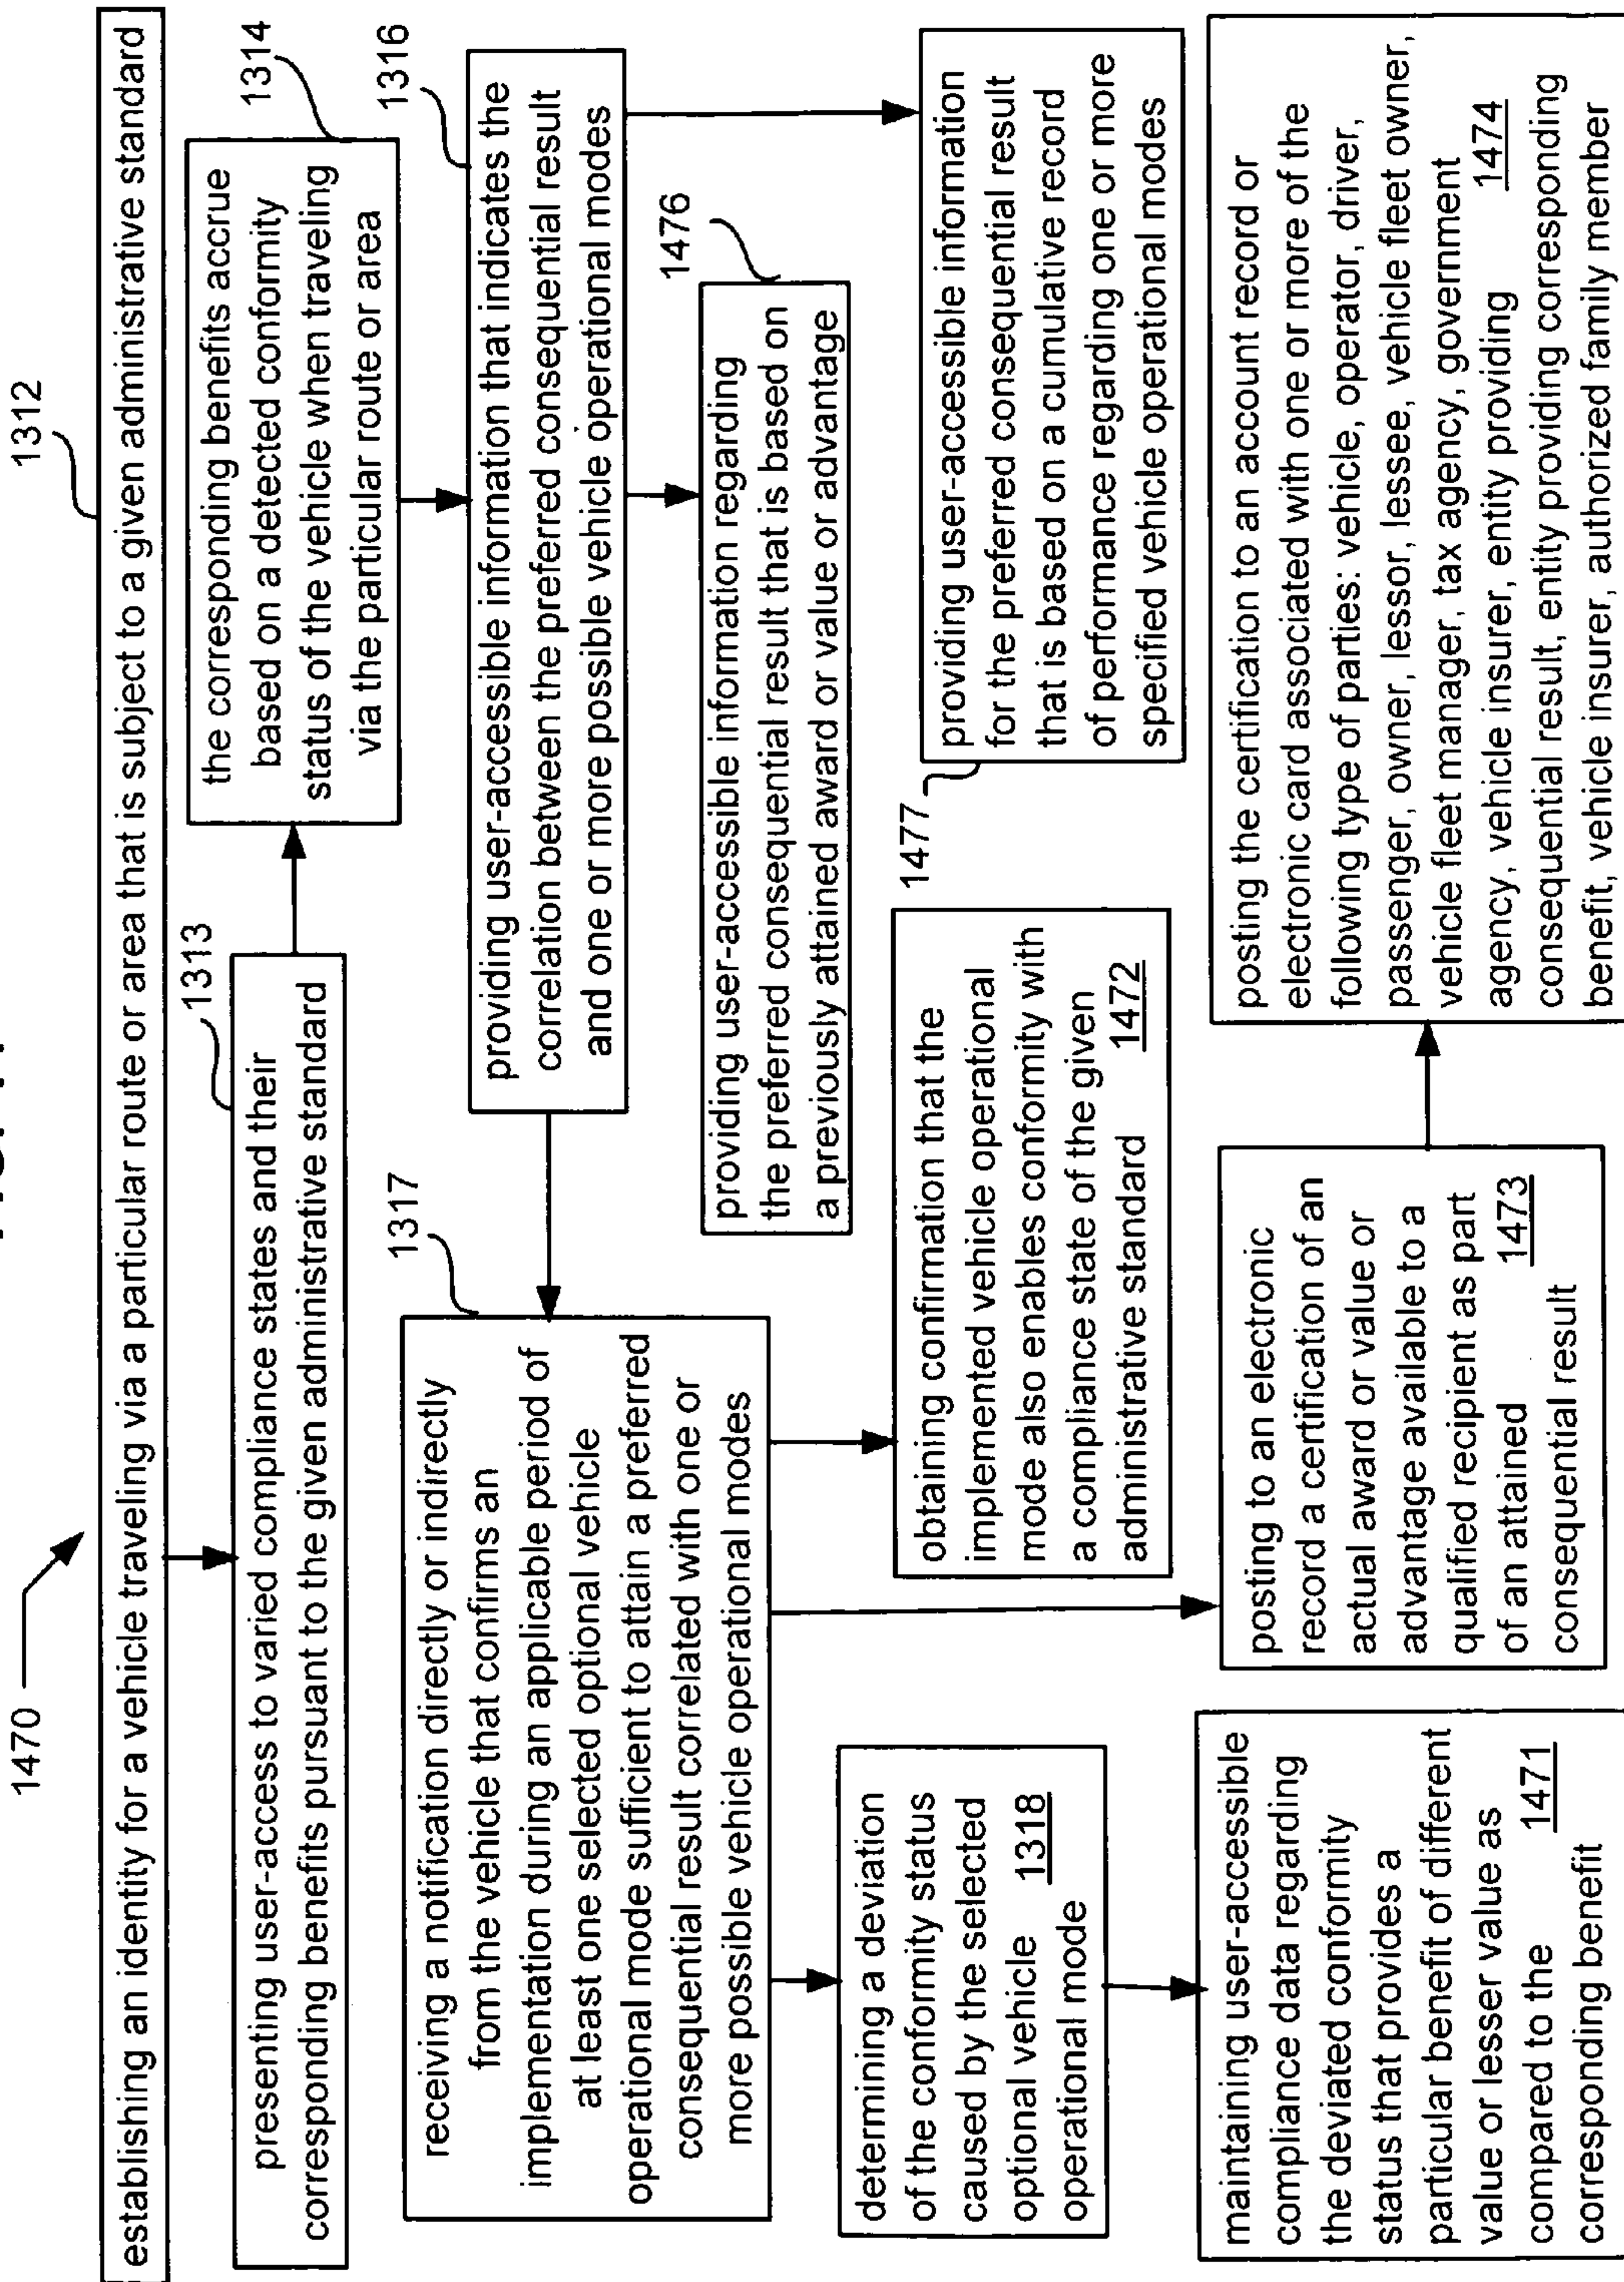 1470
1312
establishing an identity for a vehicle traveling via a particular route or area that is subject to a given administrative standard
1313
presenting user-access to varied compliance states and their
corresponding benefits pursuant to the given administrative standard
1314
the corresponding benefits accrue
based on a detected conformity
status of the vehicle when traveling
via the particular route or area
1316
providing user-accessible information that indicates the
correlation between the preferred consequential result
and one or more possible vehicle operational modes
1317
receiving a notification directly or indirectly
from the vehicle that confirms an
implementation during an applicable period of
at least one selected optional vehicle
operational mode sufficient to attain a preferred
consequential result correlated with one or
more possible vehicle operational modes
1476
providing user-accessible information regarding
the preferred consequential result that is based on
a previously attained award or value or advantage
1477
providing user-accessible information
for the preferred consequential result
that is based on a cumulative record
of performance regarding one or more
specified vehicle operational modes
determining a deviation
of the conformity status
caused by the selected
optional vehicle 1318
operational mode
obtaining confirmation that the
implemented vehicle operational
mode also enables conformity with
a compliance state of the given
administrative standard 1472
maintaining user-accessible
compliance data regarding
the deviated conformity
status that provides a
particular benefit of different
value or lesser value as
compared to the 1471
corresponding benefit
posting to an electronic
record a certification of an
actual award or value or
advantage available to a
qualified recipient as part
of an attained 1473
consequential result
posting the certification to an account record or
electronic card associated with one or more of the
following type of parties: vehicle, operator, driver,
passenger, owner, lessor, lessee, vehicle fleet owner,
vehicle fleet manager, tax agency, government
agency, vehicle insurer, entity providing 1474
consequential result, entity providing corresponding
benefit, vehicle insurer, authorized family member